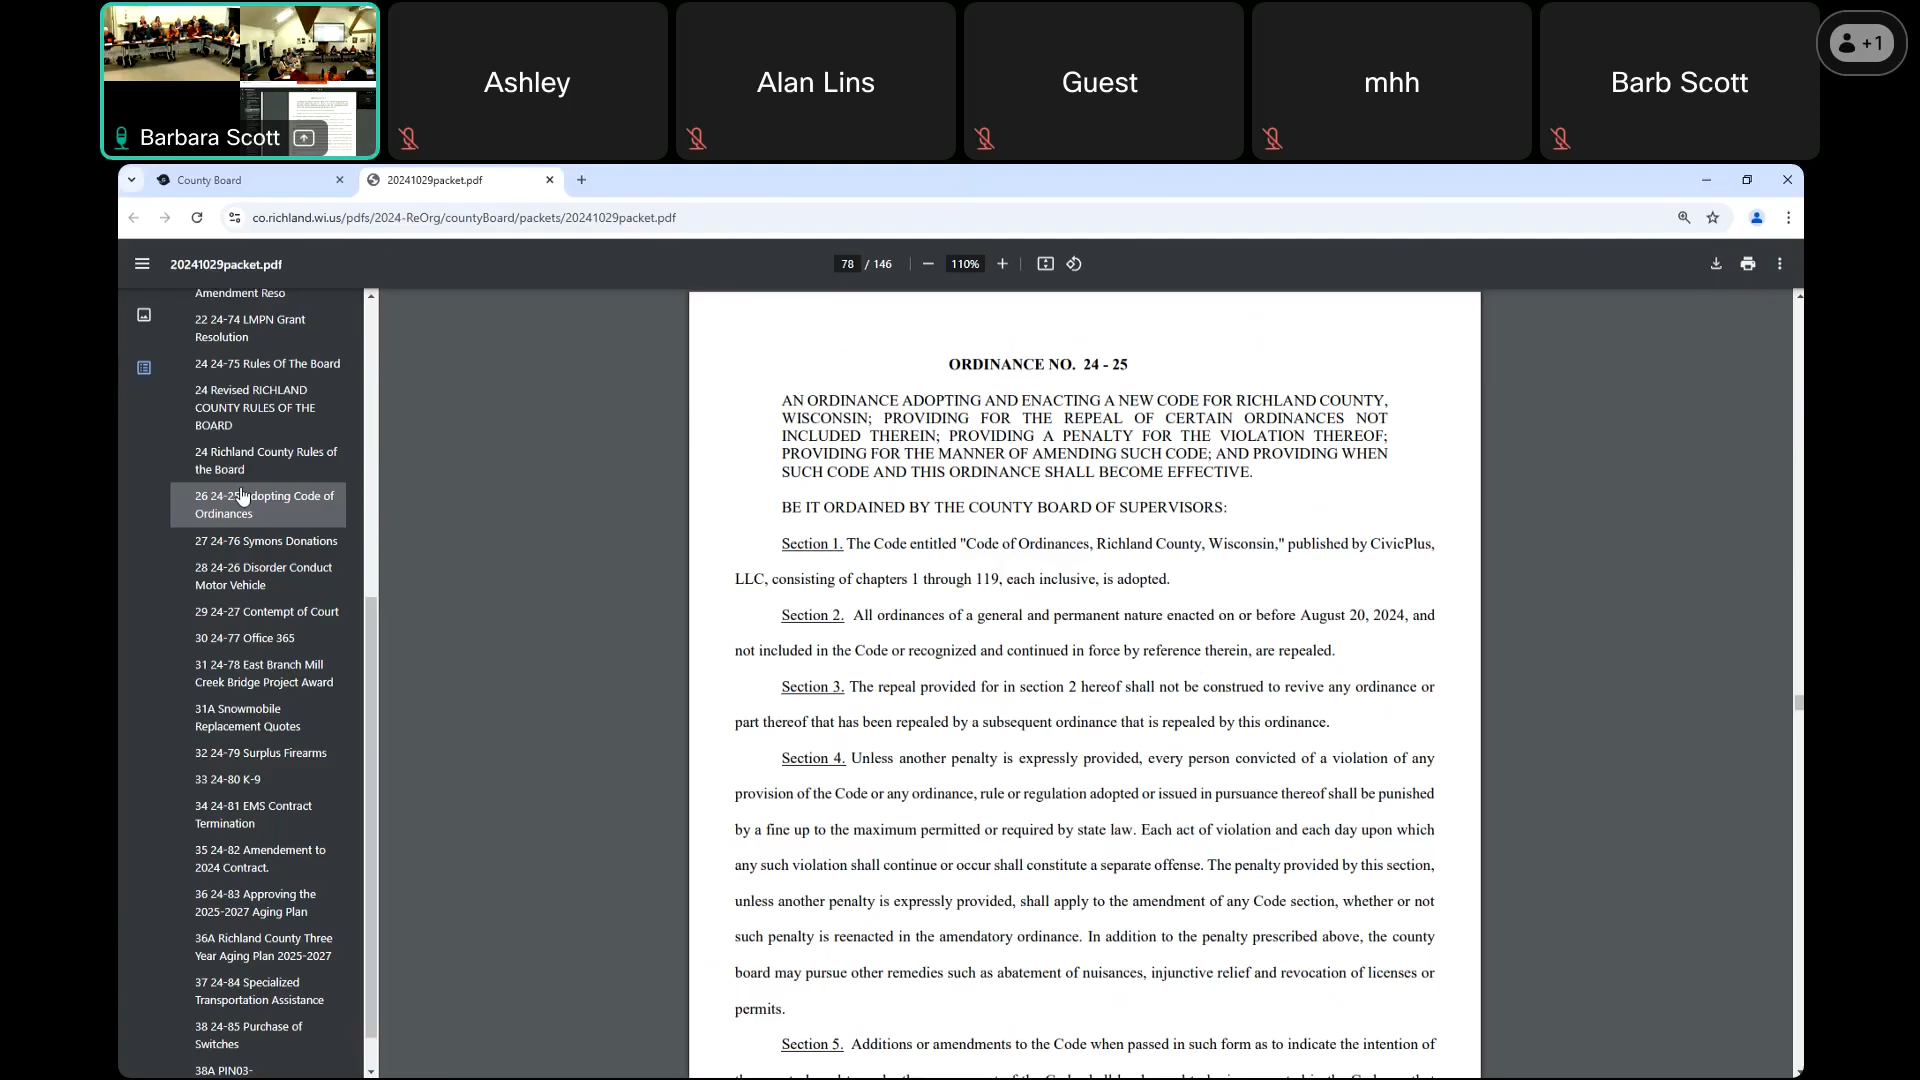 Barbara Scott
Ashley
Alan Lins
Guest
mhh
Barb Scott
+1
County Board
20241029packet.pdf
co.richland.wi.us/pdfs/2024-ReOrg/countyBoard/packets/20241029packet.pdf
20241029packet.pdf
78 / 146
110%
Amendment Reso
22 24-74 LMPN Grant
Resolution
24 24-75 Rules Of The Board
24 Revised RICHLAND
COUNTY RULES OF THE
BOARD
24 Richland County Rules of
the Board
26 24-25 Adopting Code of
Ordinances
27 24-76 Symons Donations
28 24-26 Disorder Conduct
Motor Vehicle
29 24-27 Contempt of Court
30 24-77 Office 365
31 24-78 East Branch Mill
Creek Bridge Project Award
31A Snowmobile
Replacement Quotes
32 24-79 Surplus Firearms
33 24-80 K-9
34 24-81 EMS Contract
Termination
35 24-82 Amendement to
2024 Contract.
36 24-83 Approving the
2025-2027 Aging Plan
36A Richland County Three
Year Aging Plan 2025-2027
37 24-84 Specialized
Transportation Assistance
38 24-85 Purchase of
Switches
38A PIN03-
ORDINANCE NO. 24 - 25
AN ORDINANCE ADOPTING AND ENACTING A NEW CODE FOR RICHLAND COUNTY,
WISCONSIN; PROVIDING FOR THE REPEAL OF CERTAIN ORDINANCES NOT
INCLUDED THEREIN; PROVIDING A PENALTY FOR THE VIOLATION THEREOF;
PROVIDING FOR THE MANNER OF AMENDING SUCH CODE; AND PROVIDING WHEN
SUCH CODE AND THIS ORDINANCE SHALL BECOME EFFECTIVE.
BE IT ORDAINED BY THE COUNTY BOARD OF SUPERVISORS:
Section 1. The Code entitled "Code of Ordinances, Richland County, Wisconsin," published by CivicPlus,
LLC, consisting of chapters 1 through 119, each inclusive, is adopted.
Section 2. All ordinances of a general and permanent nature enacted on or before August 20, 2024, and
not included in the Code or recognized and continued in force by reference therein, are repealed.
Section 3. The repeal provided for in section 2 hereof shall not be construed to revive any ordinance or
part thereof that has been repealed by a subsequent ordinance that is repealed by this ordinance.
Section 4. Unless another penalty is expressly provided, every person convicted of a violation of any
provision of the Code or any ordinance, rule or regulation adopted or issued in pursuance thereof shall be punished
by a fine up to the maximum permitted or required by state law. Each act of violation and each day upon which
any such violation shall continue or occur shall constitute a separate offense. The penalty provided by this section,
unless another penalty is expressly provided, shall apply to the amendment of any Code section, whether or not
such penalty is reenacted in the amendatory ordinance. In addition to the penalty prescribed above, the county
board may pursue other remedies such as abatement of nuisances, injunctive relief and revocation of licenses or
permits.
Section 5. Additions or amendments to the Code when passed in such form as to indicate the intention of